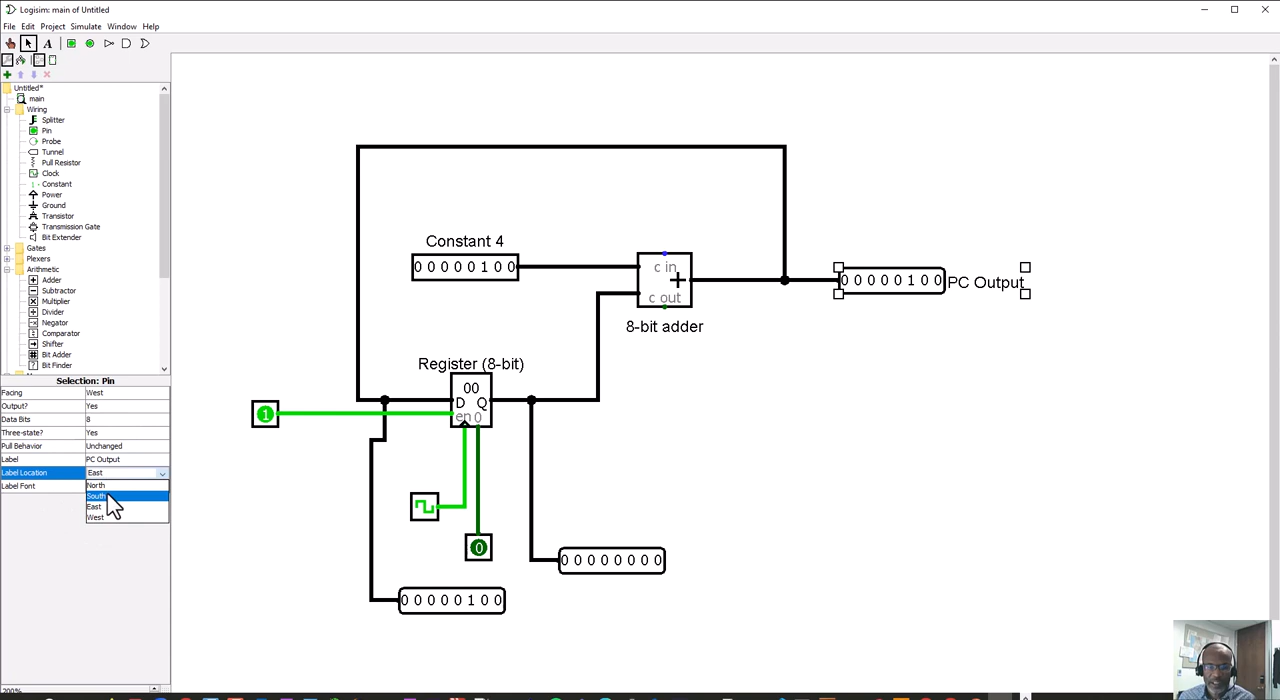 Logisim: main of Untitled
File Edit Project Simulate Window Help
A
Untitled*
main
Wiring
Splitter
Pin
Probe
Tunnel
Pull Resistor
Clock
Constant
Power
Ground
Transistor
Transmission Gate
Bit Extender
Gates
Plexers
Arithmetic
Adder
Subtractor
Multiplier
Divider
Negator
Comparator
Shifter
Bit Adder
Bit Finder
Selection: Pin
Facing West
Output? Yes
Data Bits 8
Three-state? Yes
Pull Behavior Unchanged
Label PC Output
Label Location East
Label Font
North
South
East
West
200%
Constant 4
0 0 0 0 0 1 0 0
c in
+
c out
8-bit adder
0 0 0 0 0 1 0 0
PC Output
Register (8-bit)
00
D Q
en 0
1
0
0 0 0 0 0 0 0 0
0 0 0 0 0 1 0 0